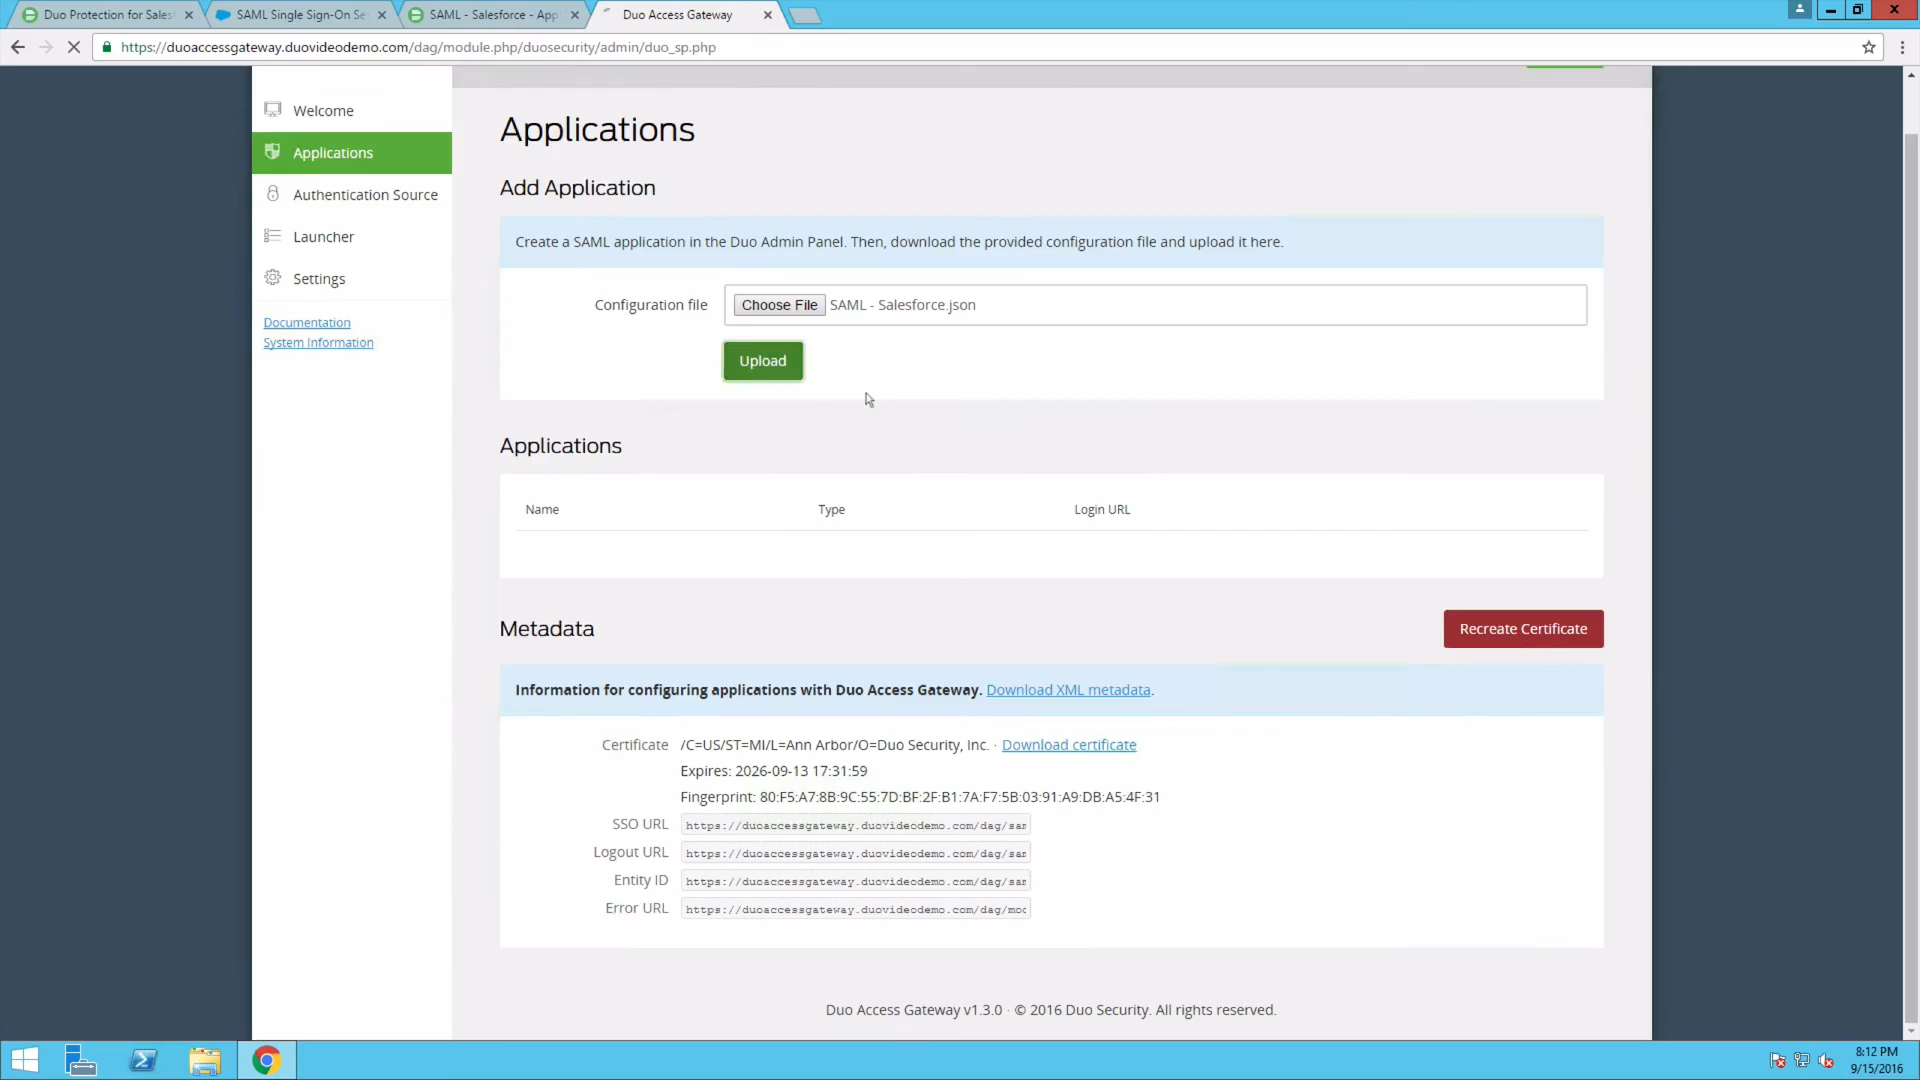 Duo Protection for Sales
SAML Single Sign-On Se
SAML - Salesforce - App
Duo Access Gateway
https://duoaccessgateway.duovideodemo.com/dag/module.php/duosecurity/admin/duo_sp.php
Welcome
Applications
Authentication Source
Launcher
Settings
Documentation
System Information
Applications
Add Application
Create a SAML application in the Duo Admin Panel. Then, download the provided configuration file and upload it here.
Configuration file Choose File SAML - Salesforce.json
Upload
Applications
Name Type Login URL
Metadata
Recreate Certificate
Information for configuring applications with Duo Access Gateway. Download XML metadata.
Certificate /C=US/ST=MI/L=Ann Arbor/O=Duo Security, Inc. · Download certificate
Expires: 2026-09-13 17:31:59
Fingerprint: 80:F5:A7:8B:9C:55:7D:BF:2F:B1:7A:F7:5B:03:91:A9:DB:A5:4F:31
SSO URL https://duoaccessgateway.duovideodemo.com/dag/sam
Logout URL https://duoaccessgateway.duovideodemo.com/dag/sam
Entity ID https://duoaccessgateway.duovideodemo.com/dag/sam
Error URL https://duoaccessgateway.duovideodemo.com/dag/mod
Duo Access Gateway v1.3.0 · © 2016 Duo Security. All rights reserved.
8:12 PM
9/15/2016